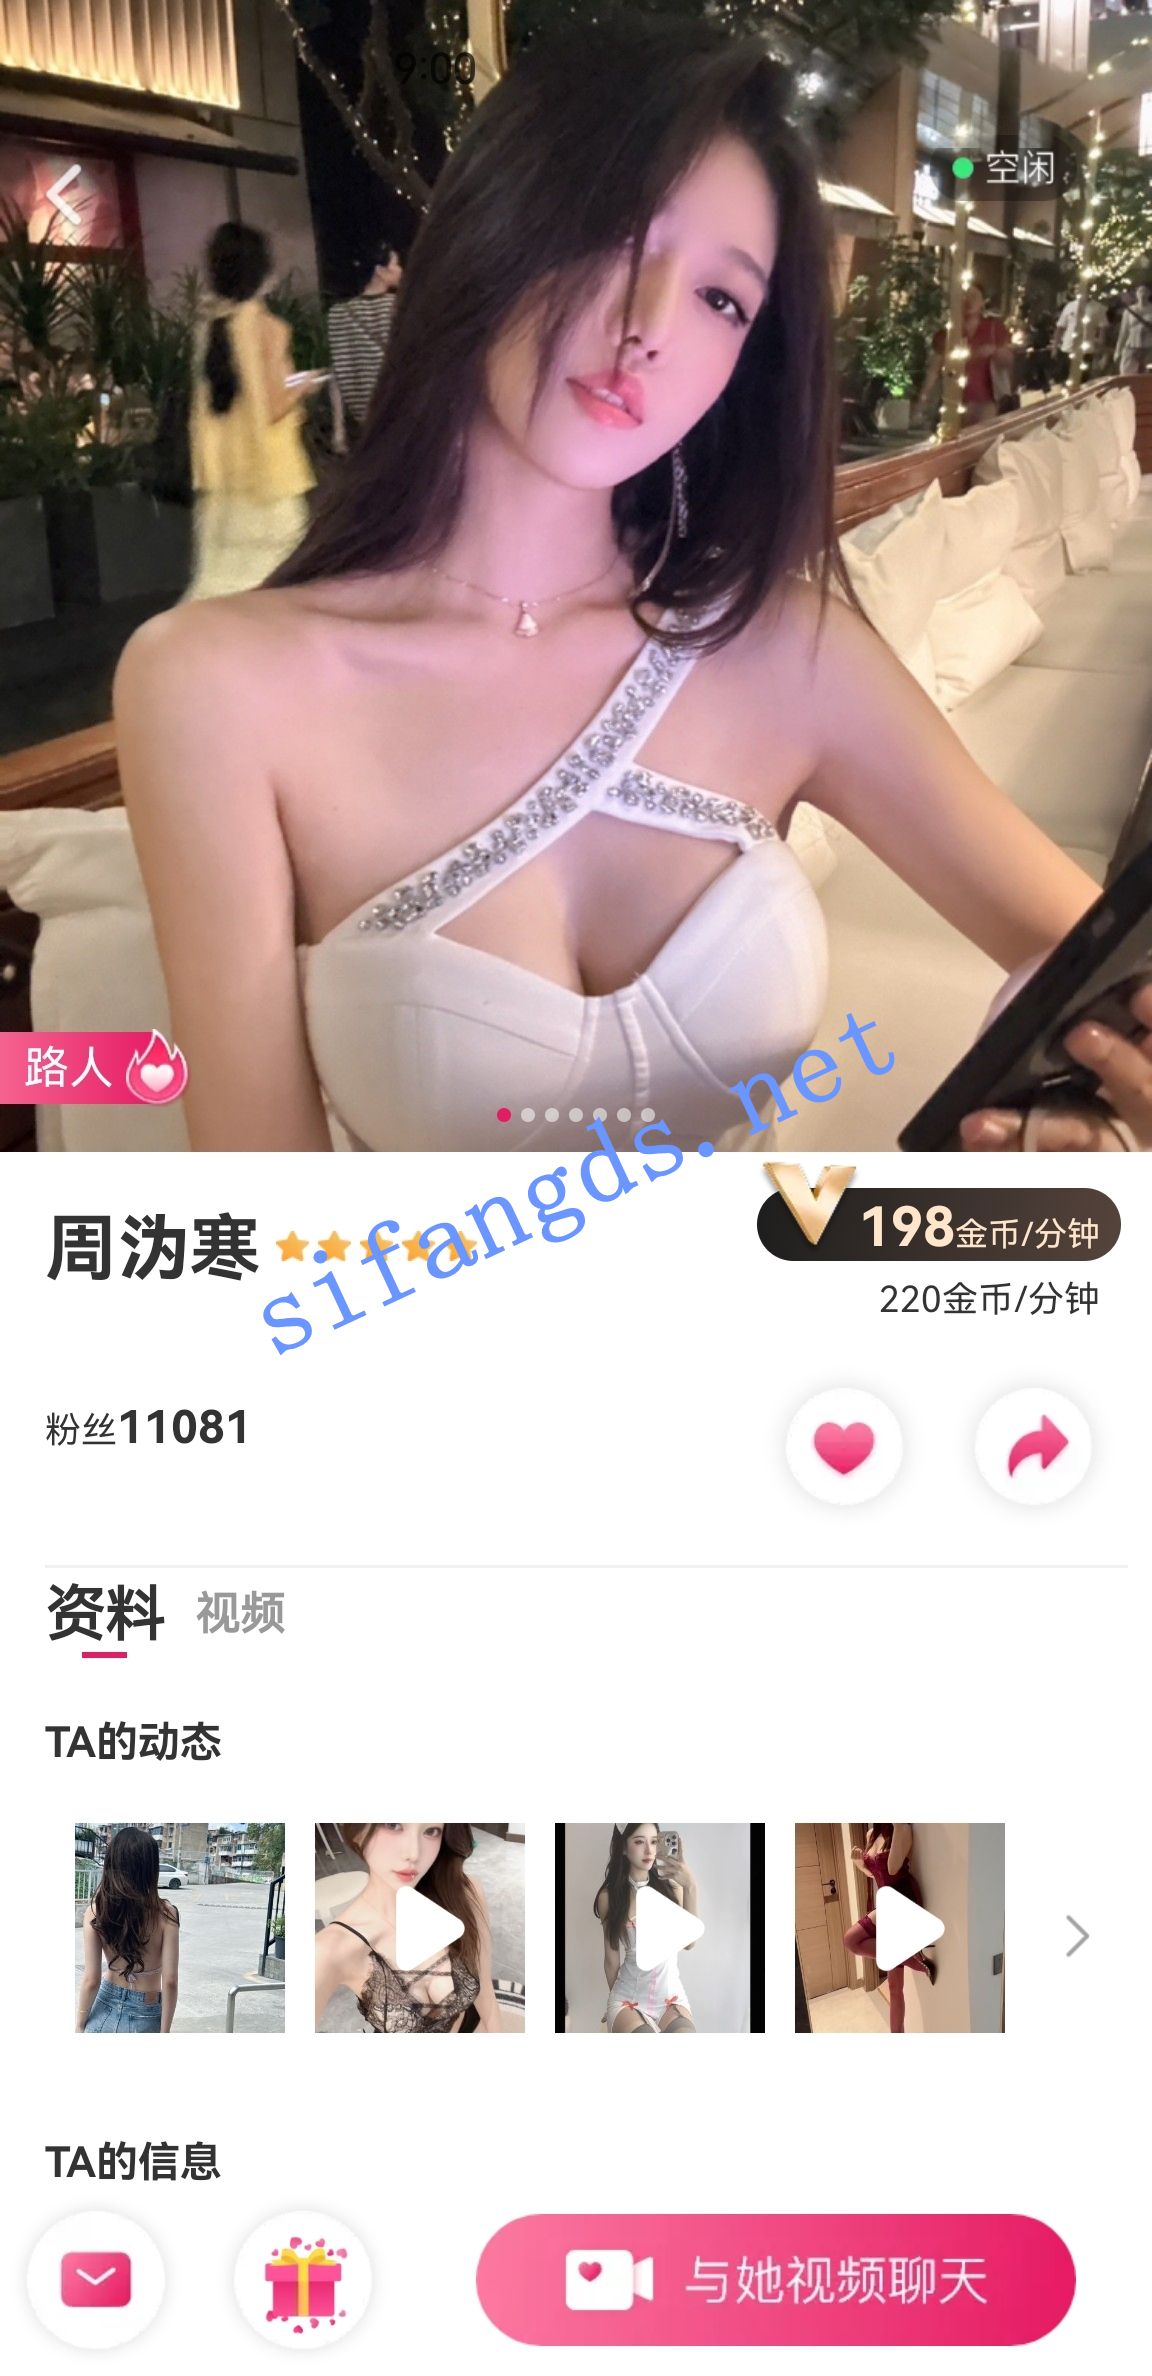 9:00
空闲
路人
周沩寒
198金币/分钟
220金币/分钟
sifangds.net
粉丝11081
资料 视频
TA的动态
TA的信息
与她视频聊天